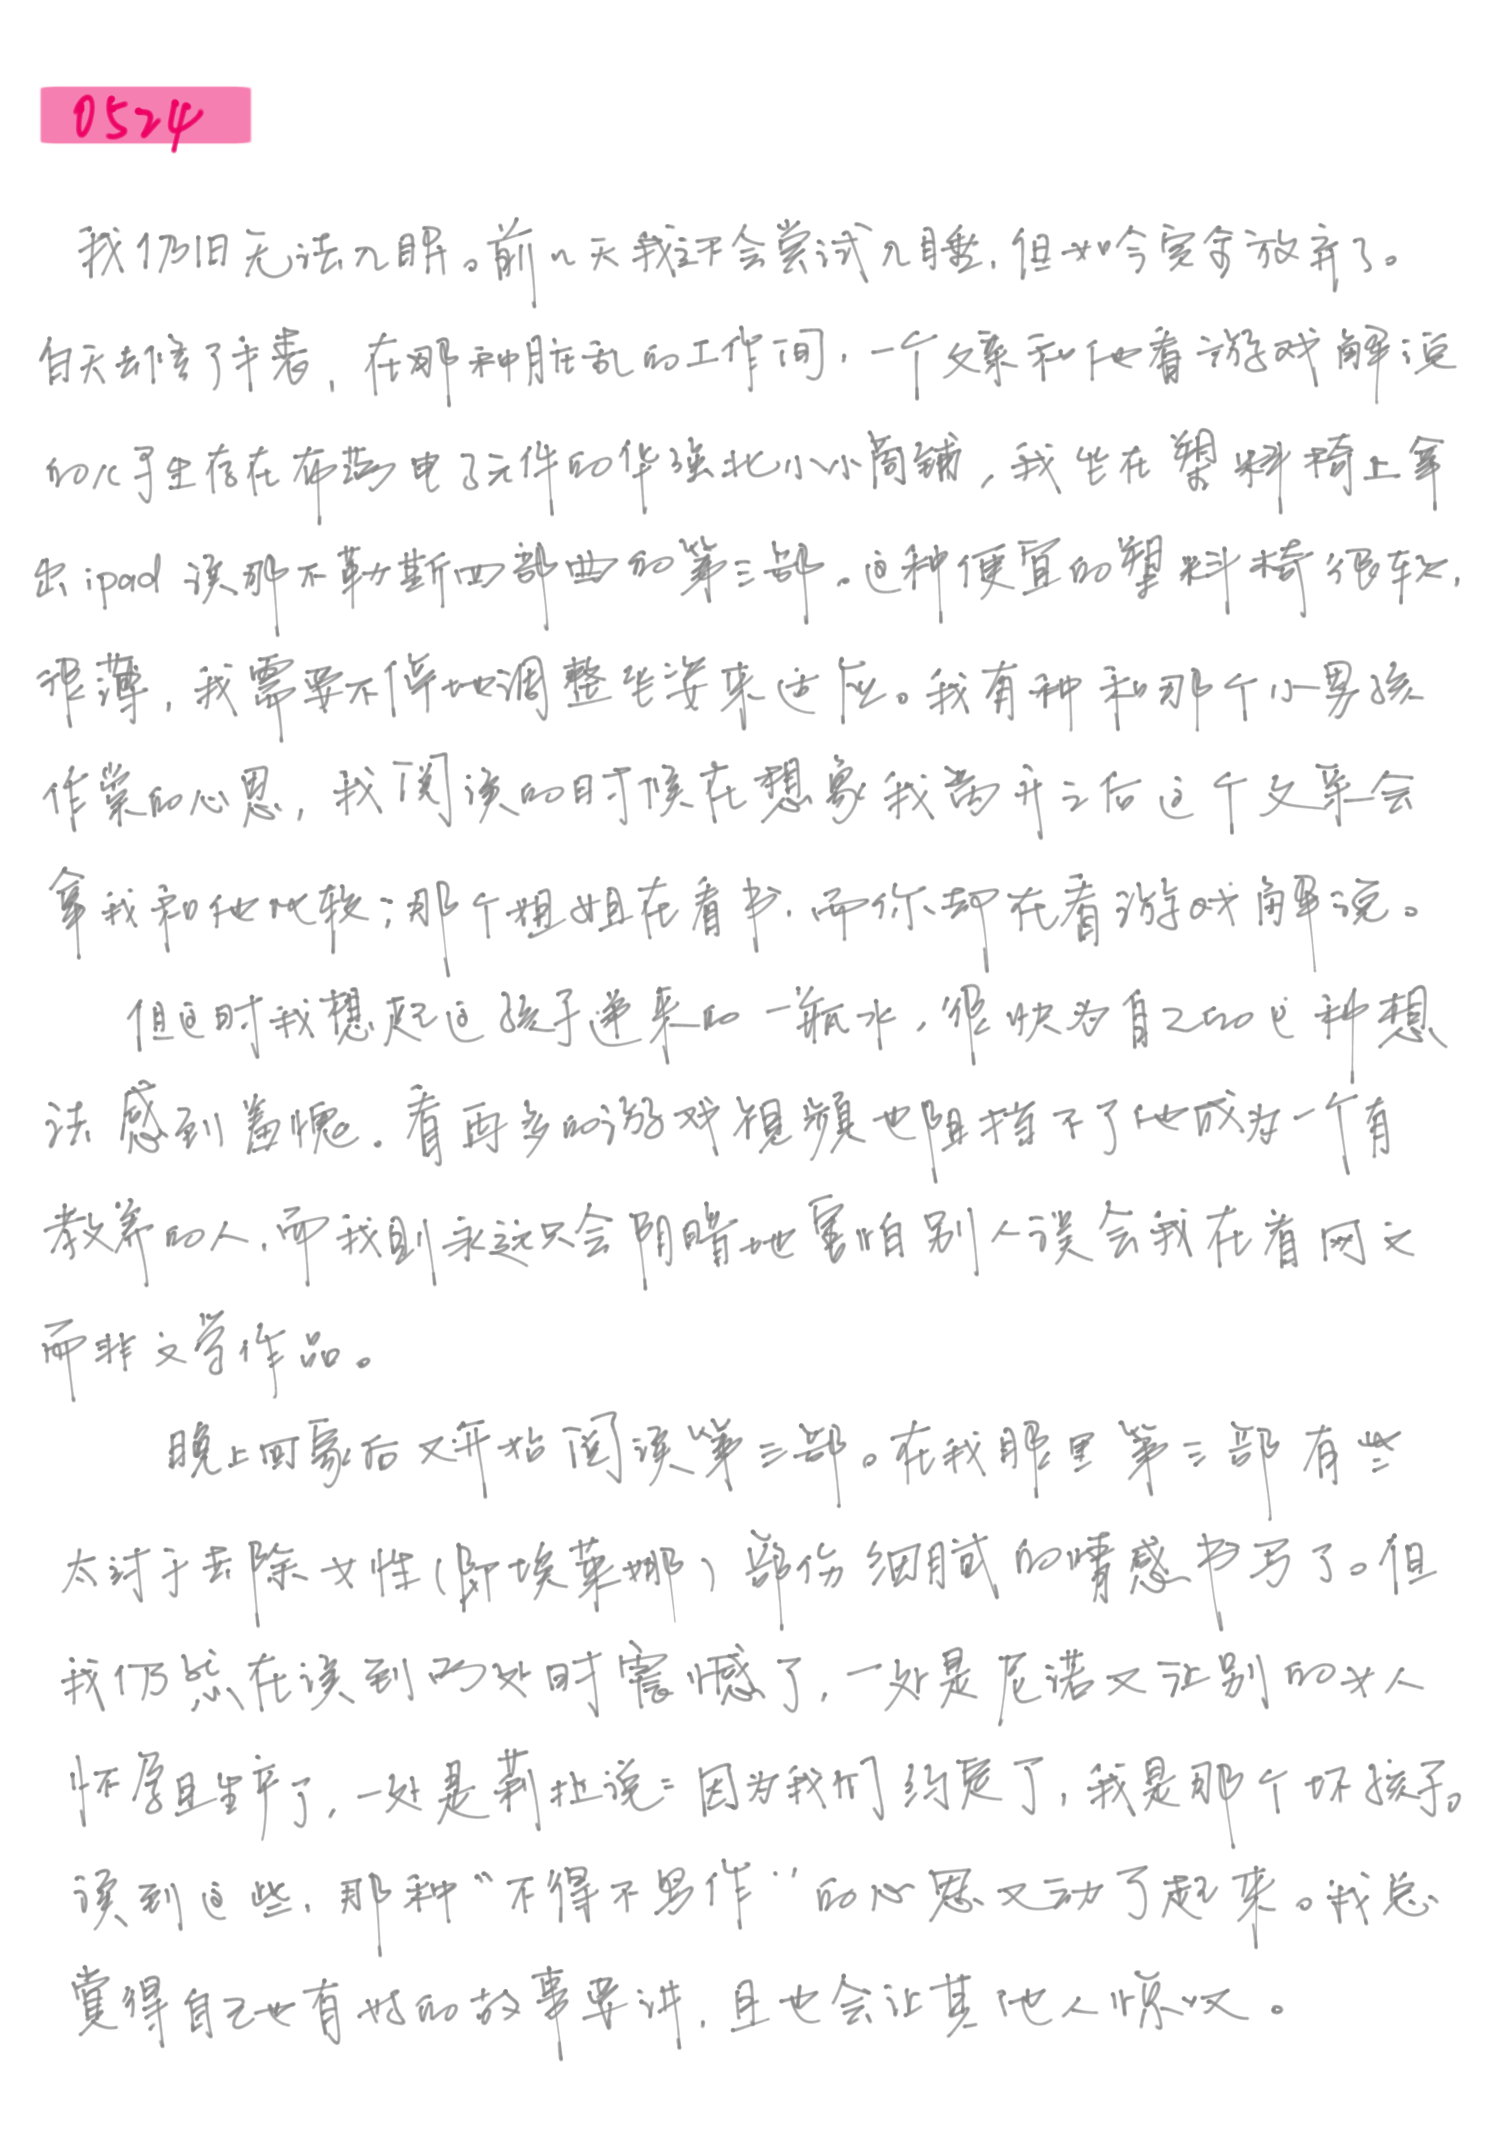 0524
我仍旧无法入眠。前几天我还会尝试入睡,但如今完全放弃了。
白天去修了手表,在那种脏乱的工作间,一个父亲和他看游戏解说
的儿子生存在布满电子元件的华强北小小商铺,我坐在塑料椅上拿
出ipad读那不勒斯四部曲的第三部。这种便宜的塑料椅很软,
很薄,我需要不停地调整坐姿来适应。我有种和那个小男孩
作案的心思,我阅读的时候在想象我离开之后这个父亲会
拿我和他比较;那个姐姐在看书,而你却在看游戏解说。
但这时我想起这孩子递来的一瓶水,很快为自己的这种想
法感到羞愧。看再多的游戏视频也阻挡不了他成为一个有
教养的人,而我则永远只会阴暗地害怕别人误会我在看网文
而非文学作品。
晚上回家后又开始阅读第三部。在我那里第三部有些
太过于去除女性(即埃莱娜)部份细腻的情感书写了。但
我仍然在读到两处时震憾了,一处是尼诺又让别的女人
怀孕且生产了,一处是莉拉说:因为我们约定了,我是那个坏孩子。
读到这些,那种“不得不写作”的心思又动了起来。我总
觉得自己也有好的故事要讲,且也会让其他人惊叹。